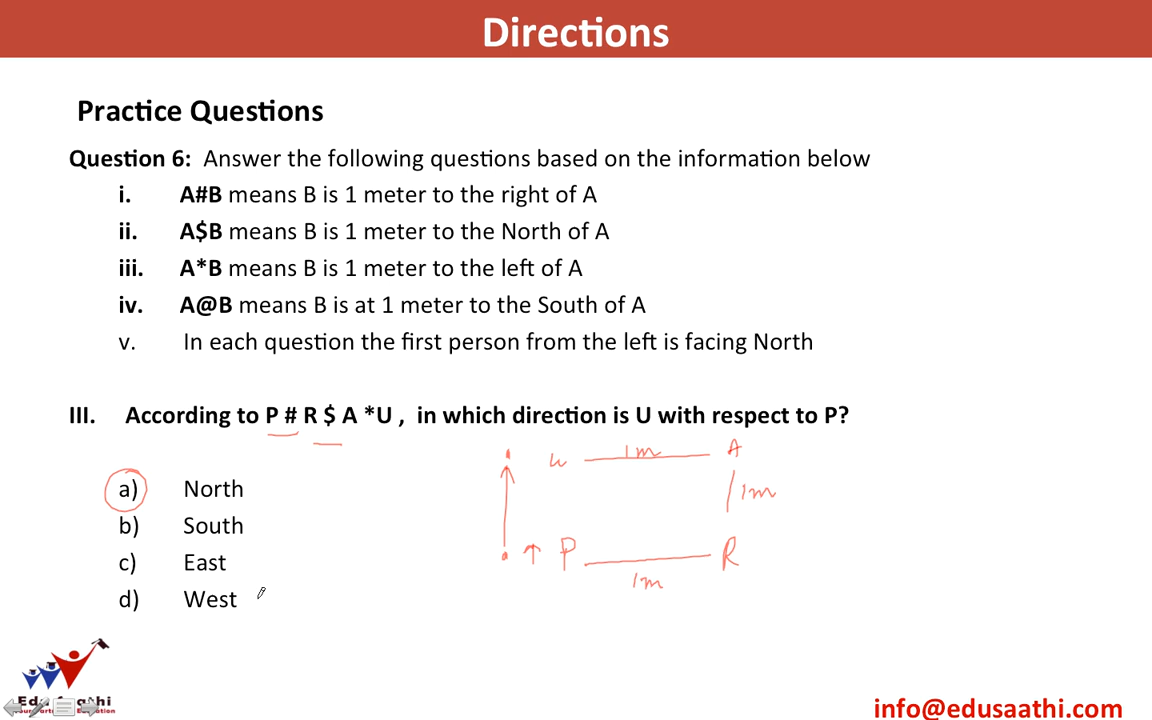 Directions
Practice Questions
Question 6: Answer the following questions based on the information below
i. A#B means B is 1 meter to the right of A
ii. A$B means B is 1 meter to the North of A
iii. A*B means B is 1 meter to the left of A
iv. A@B means B is at 1 meter to the South of A
v. In each question the first person from the left is facing North
III. According to P # R $ A *U , in which direction is U with respect to P?
u 1m A
a) North
1m
b) South
P R
c) East
1m
d) West
info@edusaathi.com